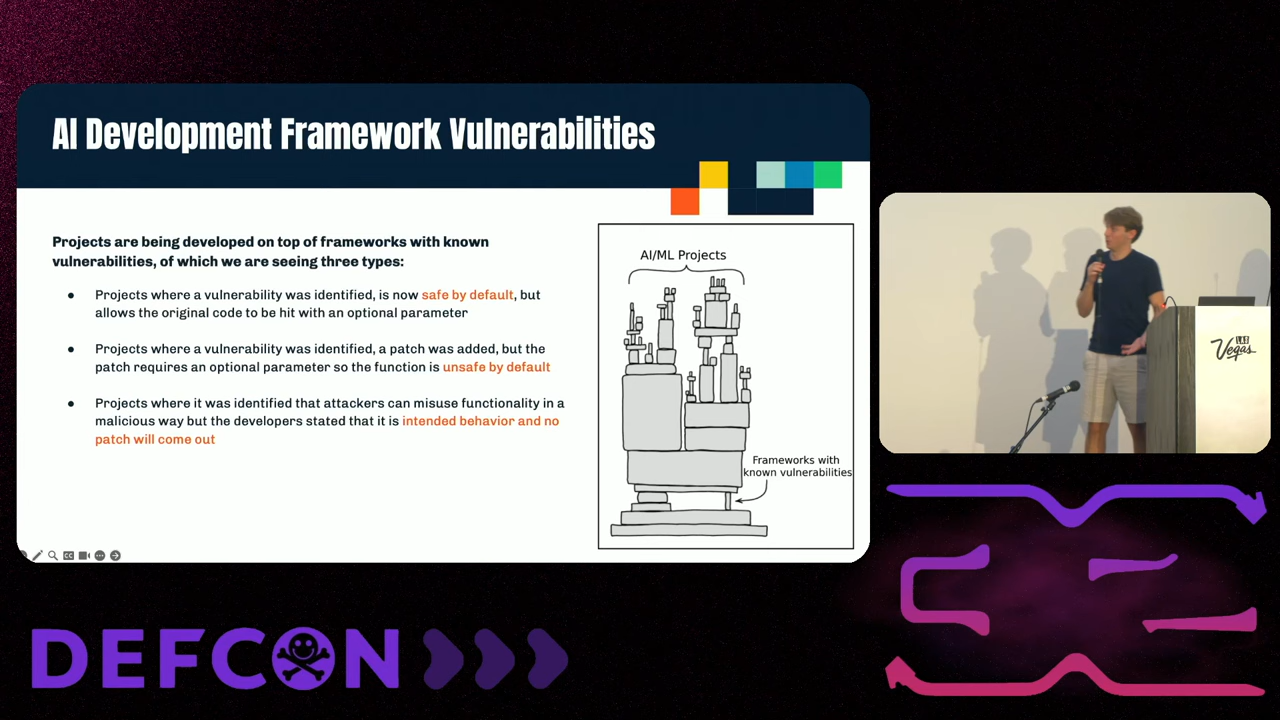 AI Development Framework Vulnerabilities
Projects are being developed on top of frameworks with known
vulnerabilities, of which we are seeing three types:
● Projects where a vulnerability was identified, is now safe by default, but
allows the original code to be hit with an optional parameter
● Projects where a vulnerability was identified, a patch was added, but the
patch requires an optional parameter so the function is unsafe by default
● Projects where it was identified that attackers can misuse functionality in a
malicious way but the developers stated that it is intended behavior and no
patch will come out
AI/ML Projects
Frameworks with
known vulnerabilities
CC
LAS
Vegas
DEFCON